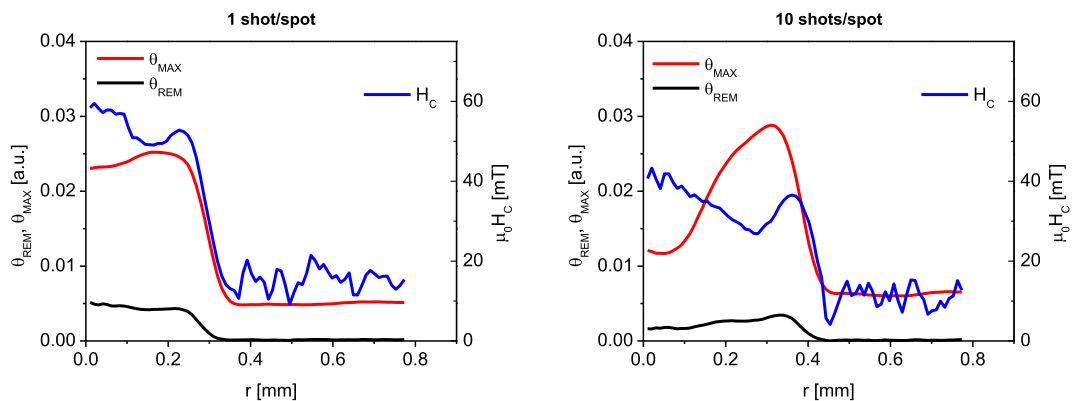 1 shot/spot
0.04
0.03
0.02
0.01
0.00
θREM, θMAX [a.u.]
θMAX
θREM
HC
60
40
20
0
μ0HC [mT]
0.0 0.2 0.4 0.6 0.8
r [mm]
10 shots/spot
0.04
0.03
0.02
0.01
0.00
θREM, θMAX [a.u.]
θMAX
θREM
HC
60
40
20
0
μ0HC [mT]
0.0 0.2 0.4 0.6 0.8
r [mm]